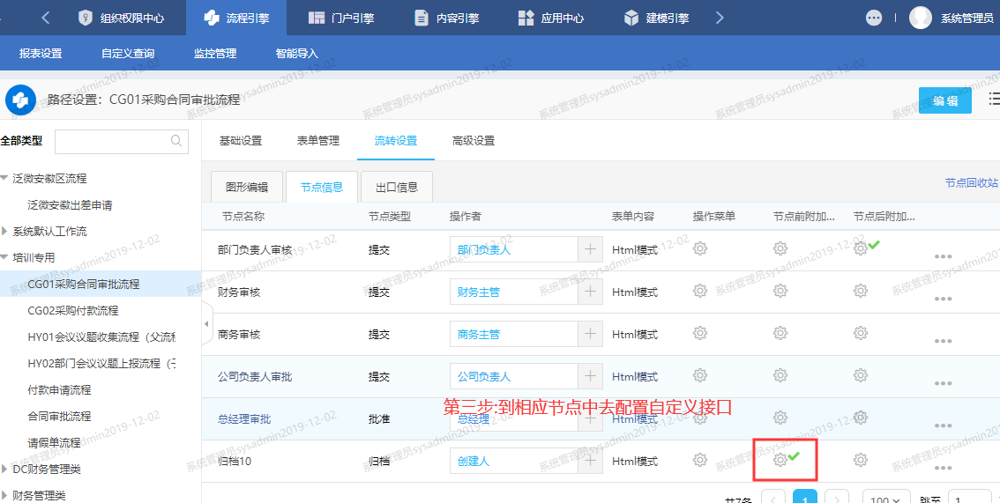 组织权限中心 流程引擎 门户引擎 内容引擎 应用中心 建模引擎 系统管理员
报表设置 自定义查询 监控管理 智能导入
路径设置：CG01采购合同审批流程 编辑
全部类型
泛微安徽区流程
泛微安徽出差申请
系统默认工作流
培训专用
CG01采购合同审批流程
CG02采购付款流程
HY01会议议题收集流程（父流程
HY02部门会议议题上报流程（子
付款申请流程
合同审批流程
请假单流程
DC财务管理类
财务管理类
基础设置 表单管理 流转设置 高级设置
图形编辑 节点信息 出口信息 节点回收站
节点名称 节点类型 操作者 表单内容 操作菜单 节点前附加... 节点后附加...
部门负责人审核 提交 部门负责人 Html模式
财务审核 提交 财务主管 Html模式
商务审核 提交 商务主管 Html模式
公司负责人审批 提交 公司负责人 Html模式
第三步:到相应节点中去配置自定义接口
总经理审批 批准 总经理 Html模式
归档10 归档 创建人 Html模式
共7条 1 100 跳至 1
系统管理员sysadmin2019-12-02